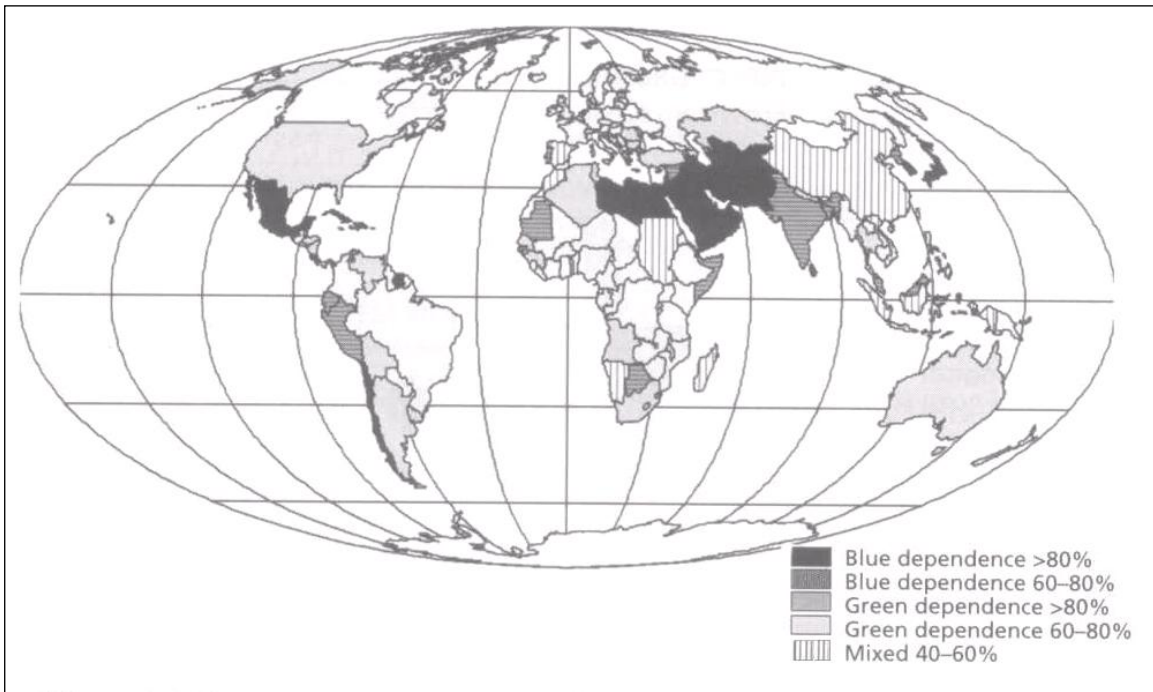 Blue dependence >80%
Blue dependence 60–80%
Green dependence >80%
Green dependence 60–80%
Mixed 40–60%